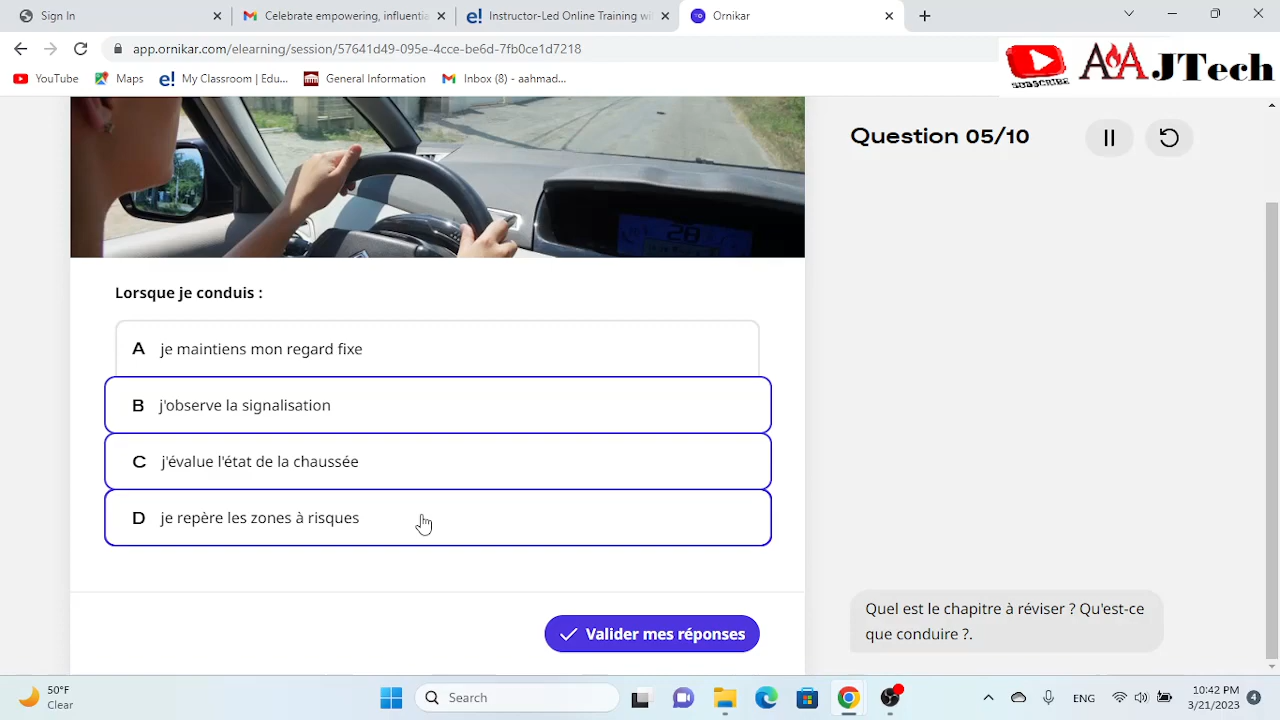 Sign In
Celebrate empowering, influentia
e! Instructor-Led Online Training wi
Ornikar
app.ornikar.com/elearning/session/57641d49-095e-4cce-be6d-7fb0ce1d7218
YouTube
Maps
e! My Classroom | Edu...
General Information
Inbox (8) - aahmad...
SUBSCRIBE
AAJTech
Question 05/10
28
Lorsque je conduis :
A je maintiens mon regard fixe
B j'observe la signalisation
C j'évalue l'état de la chaussée
D je repère les zones à risques
Valider mes réponses
Quel est le chapitre à réviser ? Qu'est-ce
que conduire ?.
50°F
Clear
Search
ENG
10:42 PM
3/21/2023
4